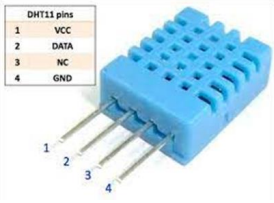 DHT11 pins
1 VCC
2 DATA
3 NC
4 GND
1
2
3
4